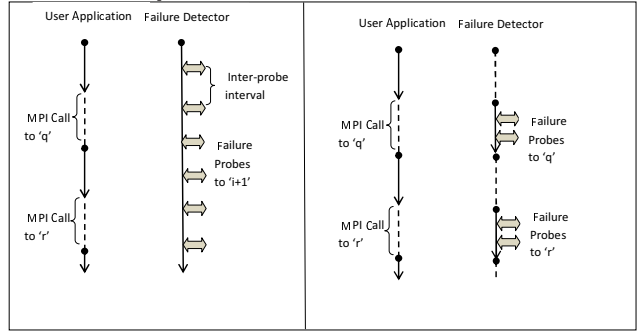 User Application Failure Detector
Inter-probe
interval
MPI Call
to 'q'
Failure
Probes
to 'i+1'
MPI Call
to 'r'
User Application Failure Detector
MPI Call
to 'q'
Failure
Probes
to 'q'
MPI Call
to 'r'
Failure
Probes
to 'r'